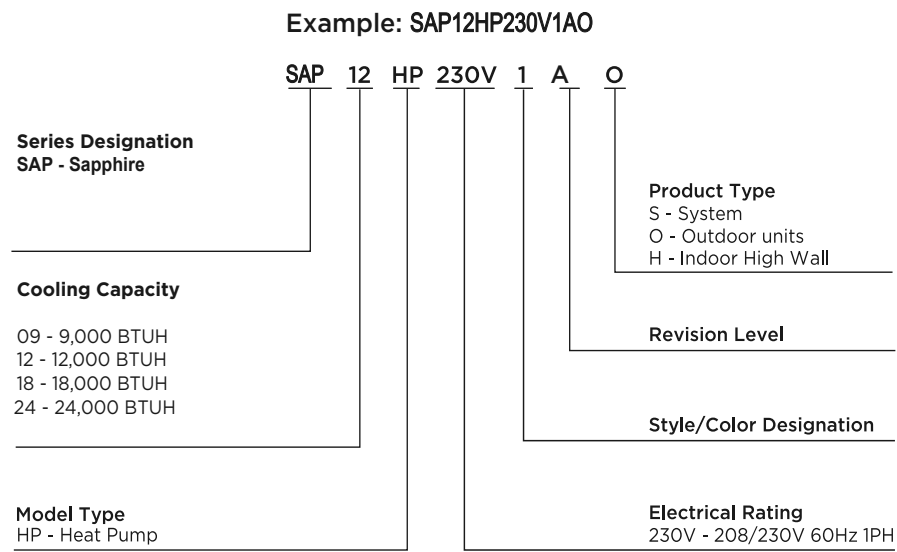 Example: SAP12HP230V1AO
SAP 12 HP 230V 1 A O
Series Designation
SAP - Sapphire
Product Type
S - System
O - Outdoor units
H - Indoor High Wall
Cooling Capacity
09 - 9,000 BTUH
12 - 12,000 BTUH
18 - 18,000 BTUH
24 - 24,000 BTUH
Revision Level
Style/Color Designation
Model Type
HP - Heat Pump
Electrical Rating
230V - 208/230V 60Hz 1PH